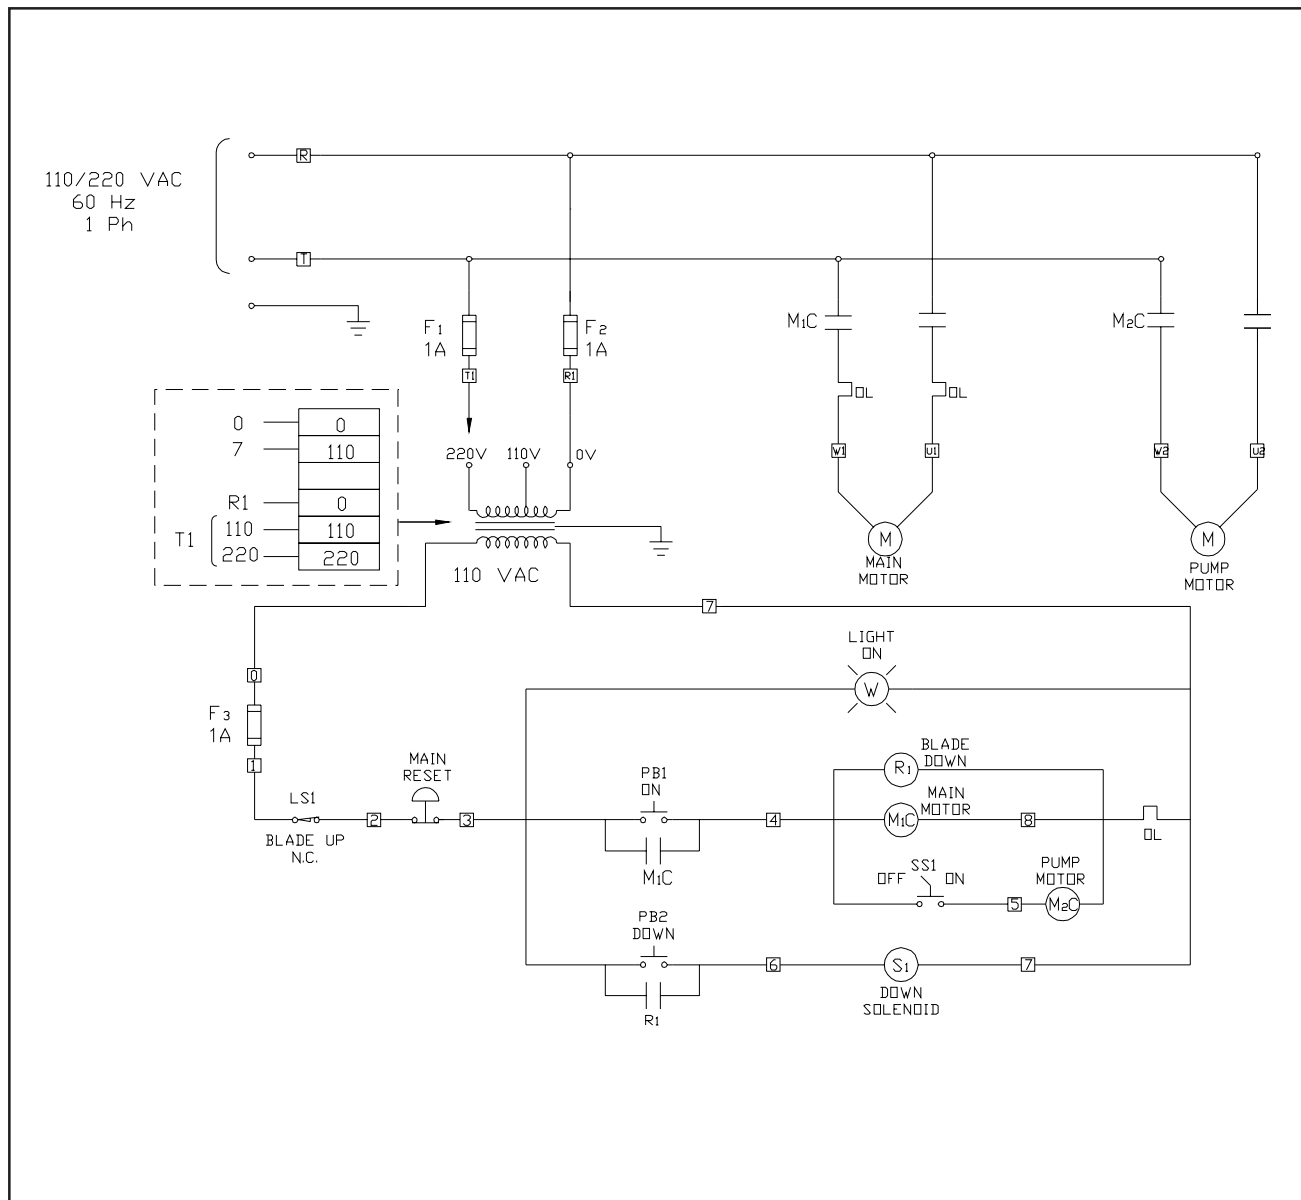 R
110/220 VAC
60 Hz
1 Ph
T
F1
1A
F2
1A
M1C
M2C
T1
R1
OL
OL
0 0
7 110
R1 0
T1
110 110
220 220
220V 110V 0V
W1
U1
W2
U2
M
MAIN
MOTOR
M
PUMP
MOTOR
110 VAC
7
LIGHT
ON
W
0
F3
1A
1
MAIN
RESET
PB1
ON
R1
BLADE
DOWN
LS1
BLADE UP
N.C.
2
3
4
M1C
MAIN
MOTOR
8
OL
M1C
SS1
OFF ON
5
PUMP
MOTOR
M2C
PB2
DOWN
6
S1
7
DOWN
SOLENOID
R1